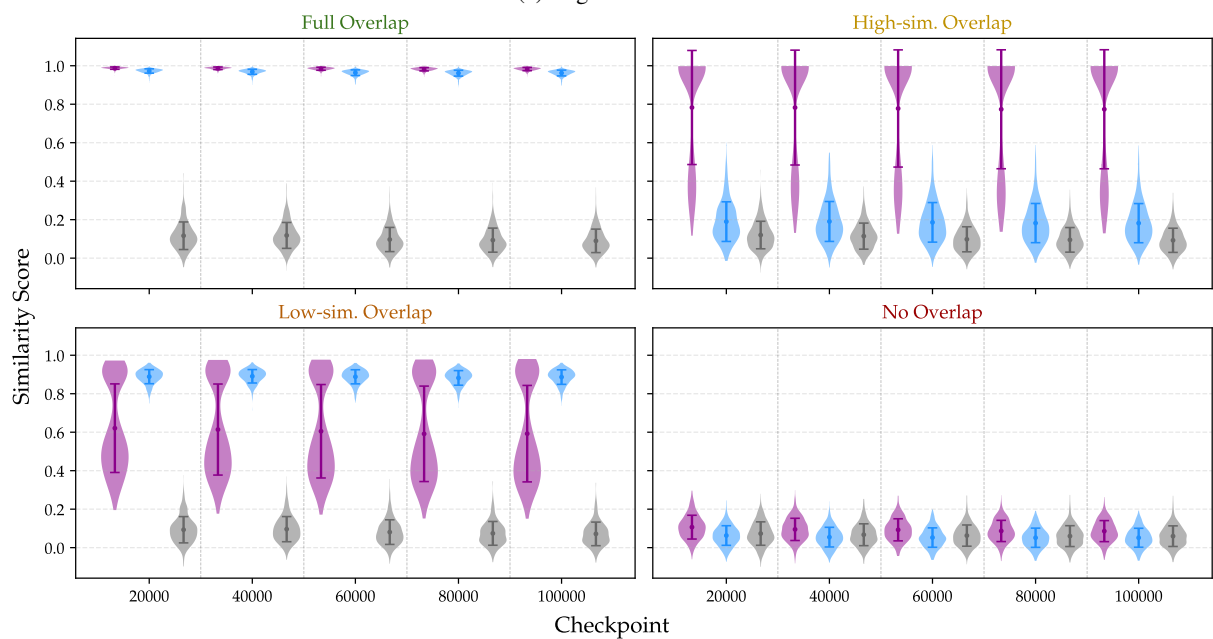 Full Overlap
High-sim. Overlap
1.0
0.8
0.6
0.4
0.2
0.0
Low-sim. Overlap
No Overlap
1.0
0.8
0.6
0.4
0.2
0.0
Similarity Score
20000 40000 60000 80000 100000
20000 40000 60000 80000 100000
Checkpoint